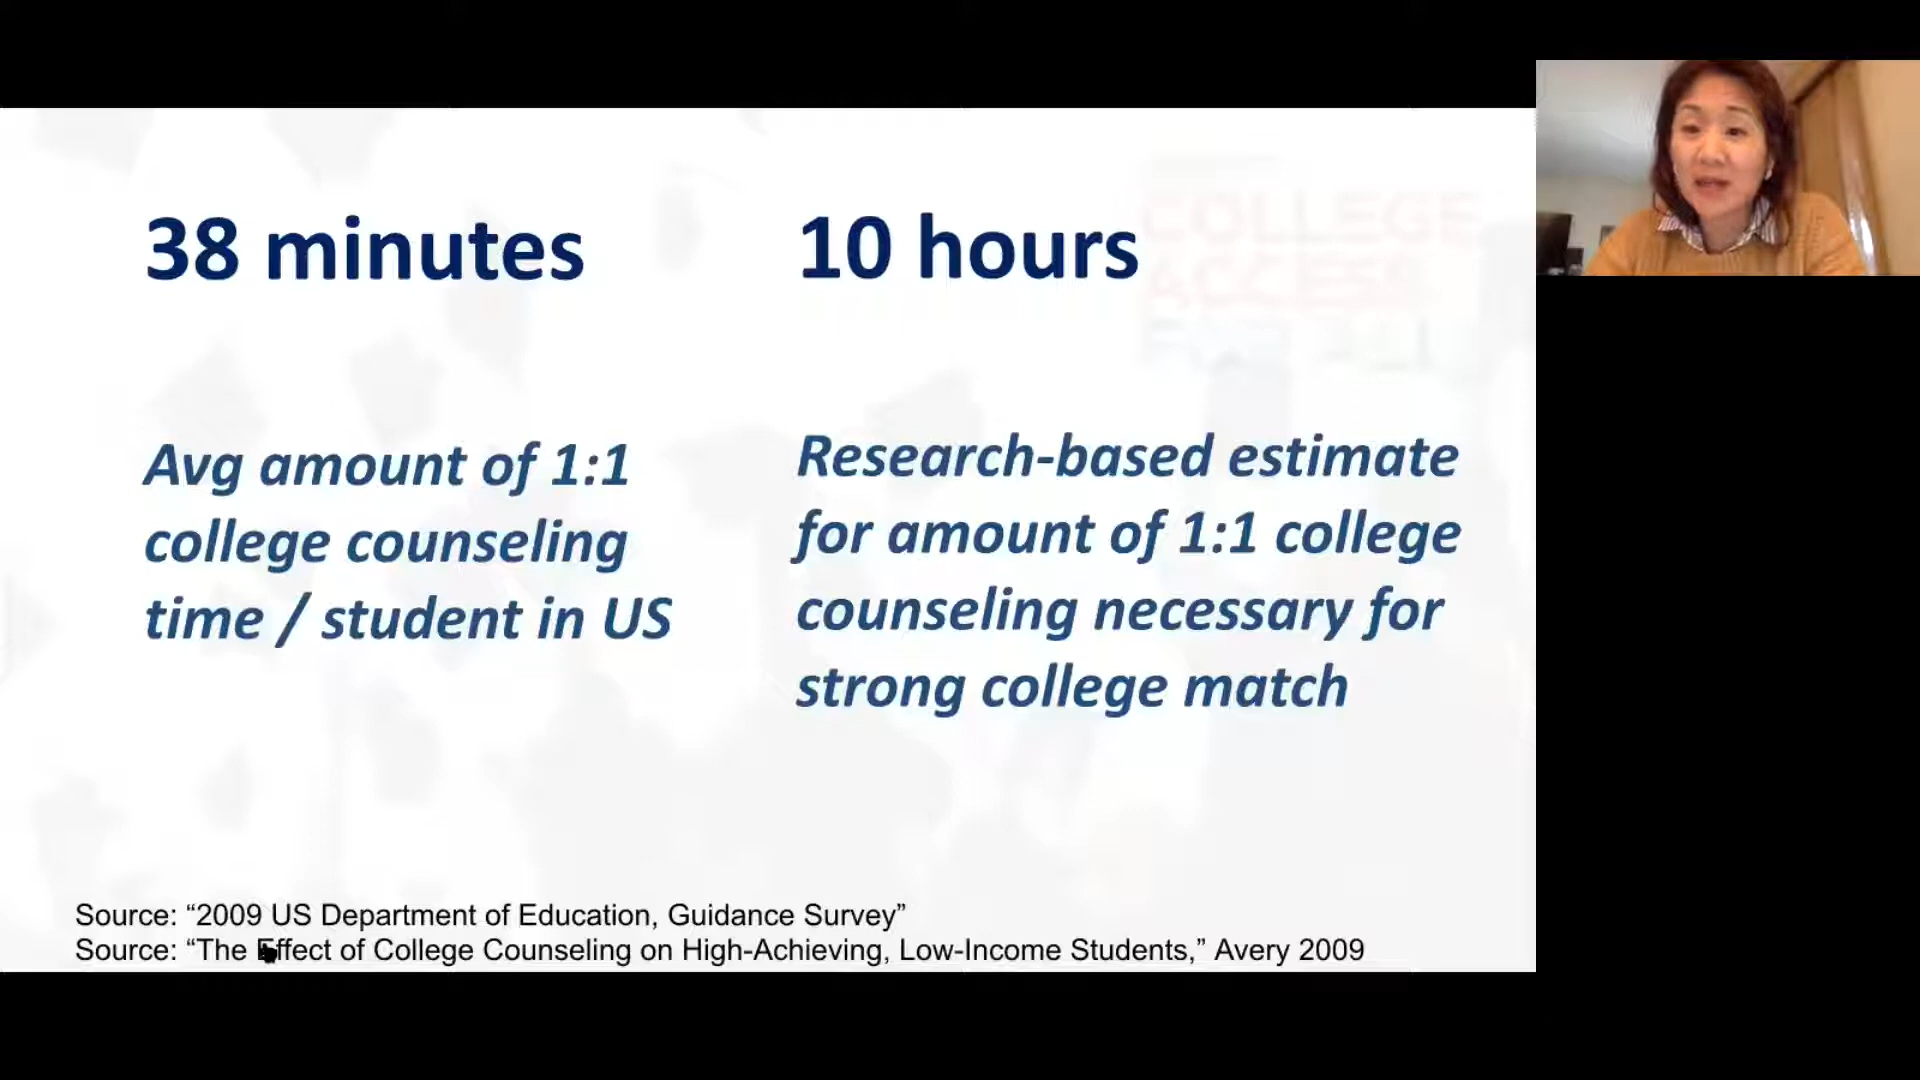 38 minutes
10 hours
COLLEGE
ACCESS
Avg amount of 1:1
college counseling
time / student in US
Research-based estimate
for amount of 1:1 college
counseling necessary for
strong college match
Source: “2009 US Department of Education, Guidance Survey”
Source: “The Effect of College Counseling on High-Achieving, Low-Income Students,” Avery 2009